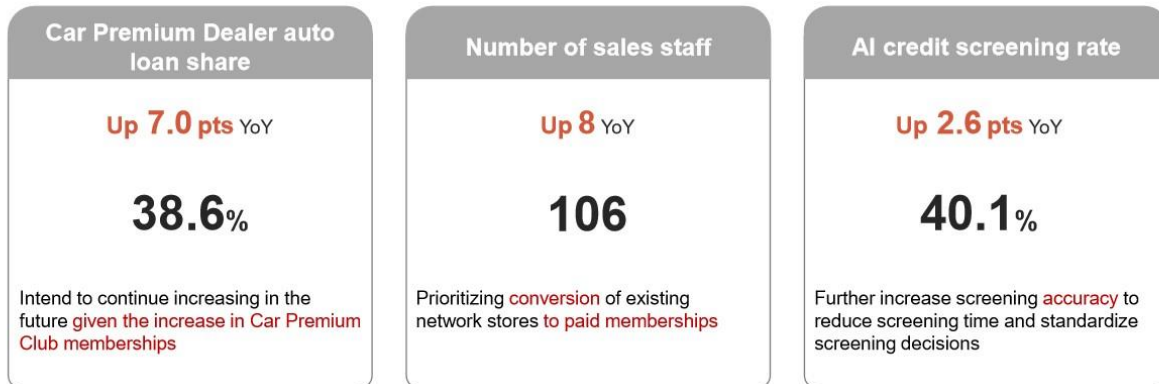 Car Premium Dealer auto
loan share
Up 7.0 pts YoY
38.6%
Intend to continue increasing in the
future given the increase in Car Premium
Club memberships
Number of sales staff
Up 8 YoY
106
Prioritizing conversion of existing
network stores to paid memberships
AI credit screening rate
Up 2.6 pts YoY
40.1%
Further increase screening accuracy to
reduce screening time and standardize
screening decisions